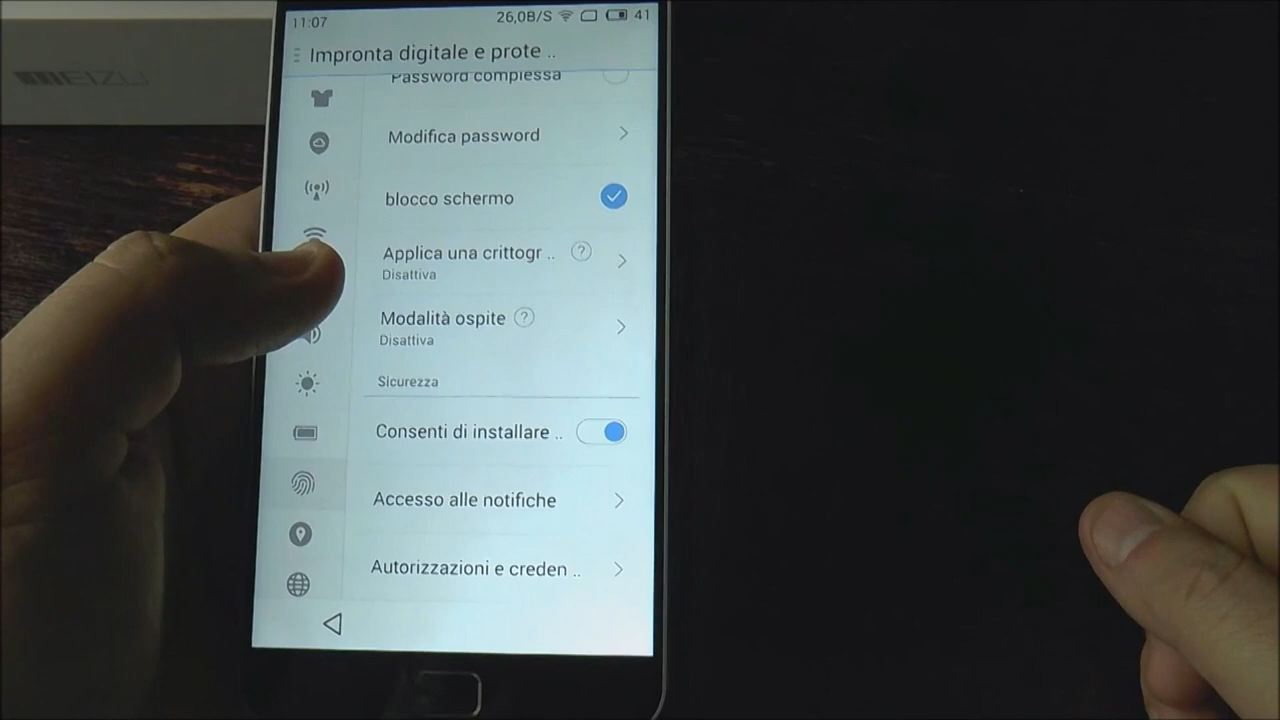 MEIZU
11:07 26,0B/S 41
Impronta digitale e prote ..
Password complessa
Modifica password
blocco schermo
Applica una crittogr .. ?
Disattiva
Modalità ospite ?
Disattiva
Sicurezza
Consenti di installare ..
Accesso alle notifiche
Autorizzazioni e creden ..